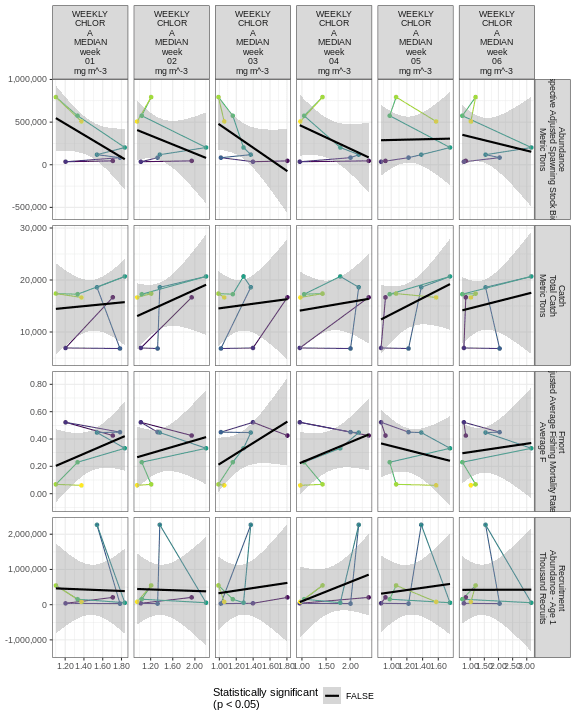 WEEKLY
CHLOR
A
MEDIAN
week
01
mg m^-3
WEEKLY
CHLOR
A
MEDIAN
week
02
mg m^-3
WEEKLY
CHLOR
A
MEDIAN
week
03
mg m^-3
WEEKLY
CHLOR
A
MEDIAN
week
04
mg m^-3
WEEKLY
CHLOR
A
MEDIAN
week
05
mg m^-3
WEEKLY
CHLOR
A
MEDIAN
week
06
mg m^-3
1,000,000
500,000
0
-500,000
Abundance
Adjusted Spawning Stock
Metric Tons
30,000
20,000
10,000
Catch
Total Catch
Metric Tons
0.80
0.60
0.40
0.20
0.00
Fmort
Average Fishing Mortality Rate
Average F
2,000,000
1,000,000
0
-1,000,000
Recruitment
Abundance - Age 1
Thousand Recruits
1.20 1.40 1.60 1.80
1.20 1.60 2.00
1.00 1.20 1.40 1.60 1.80
1.00 1.50 2.00
1.00 1.20 1.40 1.60
1.00 1.50 2.00 2.50 3.00
Statistically significant
(p < 0.05)
FALSE